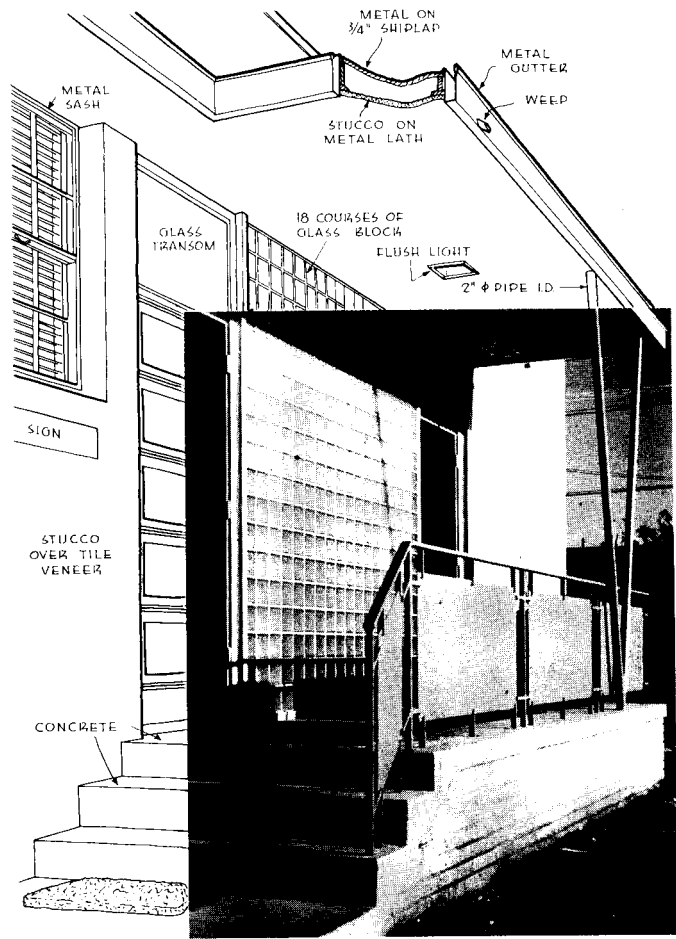 METAL ON
3/4" SHIPLAP
METAL
GUTTER
METAL
SASH
WEEP
STUCCO ON
METAL LATH
GLASS
TRANSOM
18 COURSES OF
GLASS BLOCK
FLUSH LIGHT
2" ϕ PIPE I.D.
SIGN
STUCCO
OVER TILE
VENEER
CONCRETE